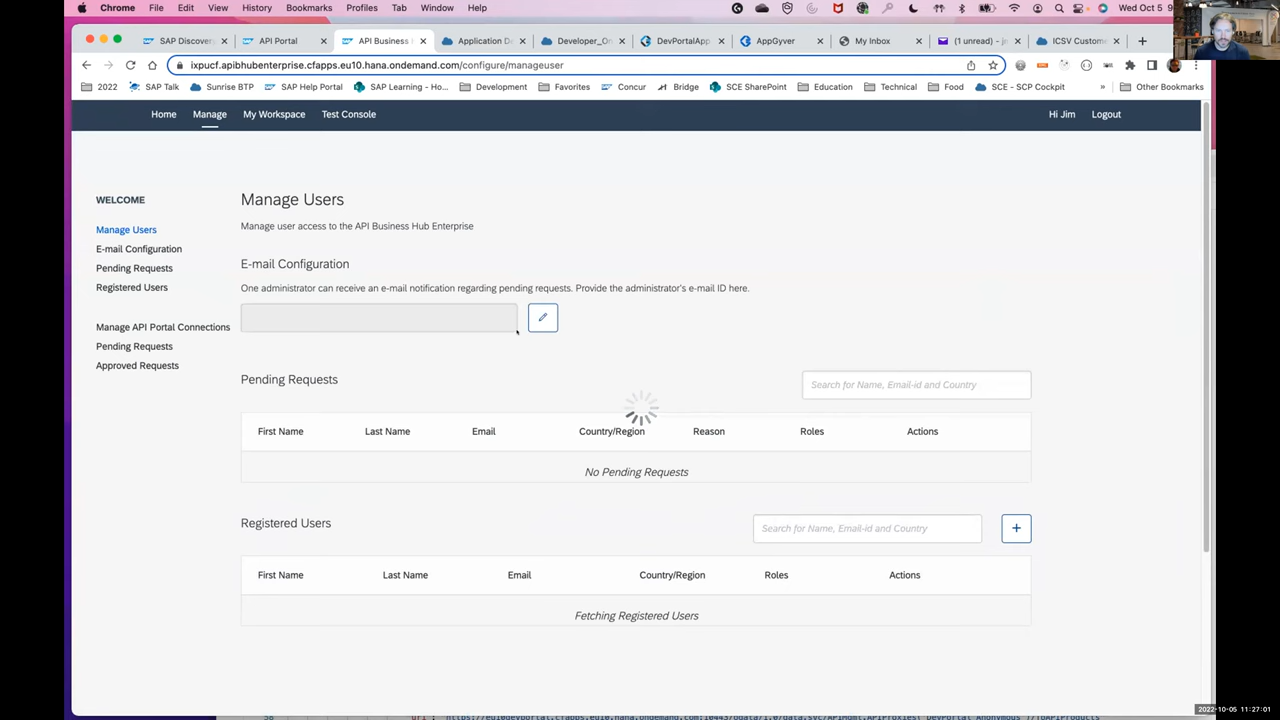 Chrome File Edit View History Bookmarks Profiles Tab Window Help Wed Oct 5 9
SAP Discover API Portal API Business Application De Developer_On DevPortalApp AppGyver My Inbox (1 unread) - j ICSV Custome
ixpucf.apibhubenterprise.cfapps.eu10.hana.ondemand.com/configure/manageuser
2022 SAP Talk Sunrise BTP SAP Help Portal SAP Learning - Ho... Development Favorites Concur Bridge SCE SharePoint Education Technical Food SCE - SCP Cockpit » Other Bookmarks
Home Manage My Workspace Test Console Hi Jim Logout
WELCOME
Manage Users
E-mail Configuration
Pending Requests
Registered Users
Manage API Portal Connections
Pending Requests
Approved Requests
Manage Users
Manage user access to the API Business Hub Enterprise
E-mail Configuration
One administrator can receive an e-mail notification regarding pending requests. Provide the administrator's e-mail ID here.
Pending Requests Search for Name, Email-id and Country
First Name Last Name Email Country/Region Reason Roles Actions
No Pending Requests
Registered Users Search for Name, Email-id and Country +
First Name Last Name Email Country/Region Roles Actions
Fetching Registered Users
2022-10-05 11:27:01